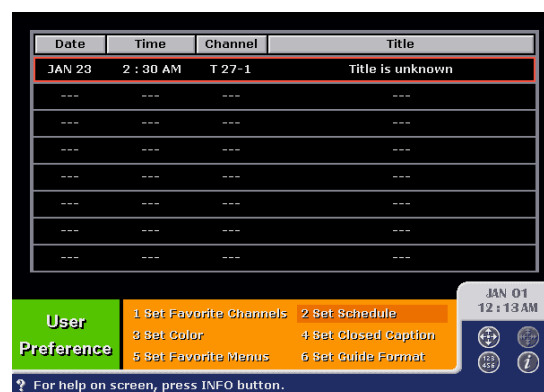 Date Time Channel Title
JAN 23 2 : 30 AM T 27-1 Title is unknown
--- --- --- ---
--- --- --- ---
--- --- --- ---
--- --- --- ---
--- --- --- ---
--- --- --- ---
--- --- --- ---
JAN 01
12 : 13 AM
User Preference
1 Set Favorite Channels 2 Set Schedule
3 Set Color 4 Set Closed Caption
5 Set Favorite Menus 6 Set Guide Format
123
456
i
? For help on screen, press INFO button.